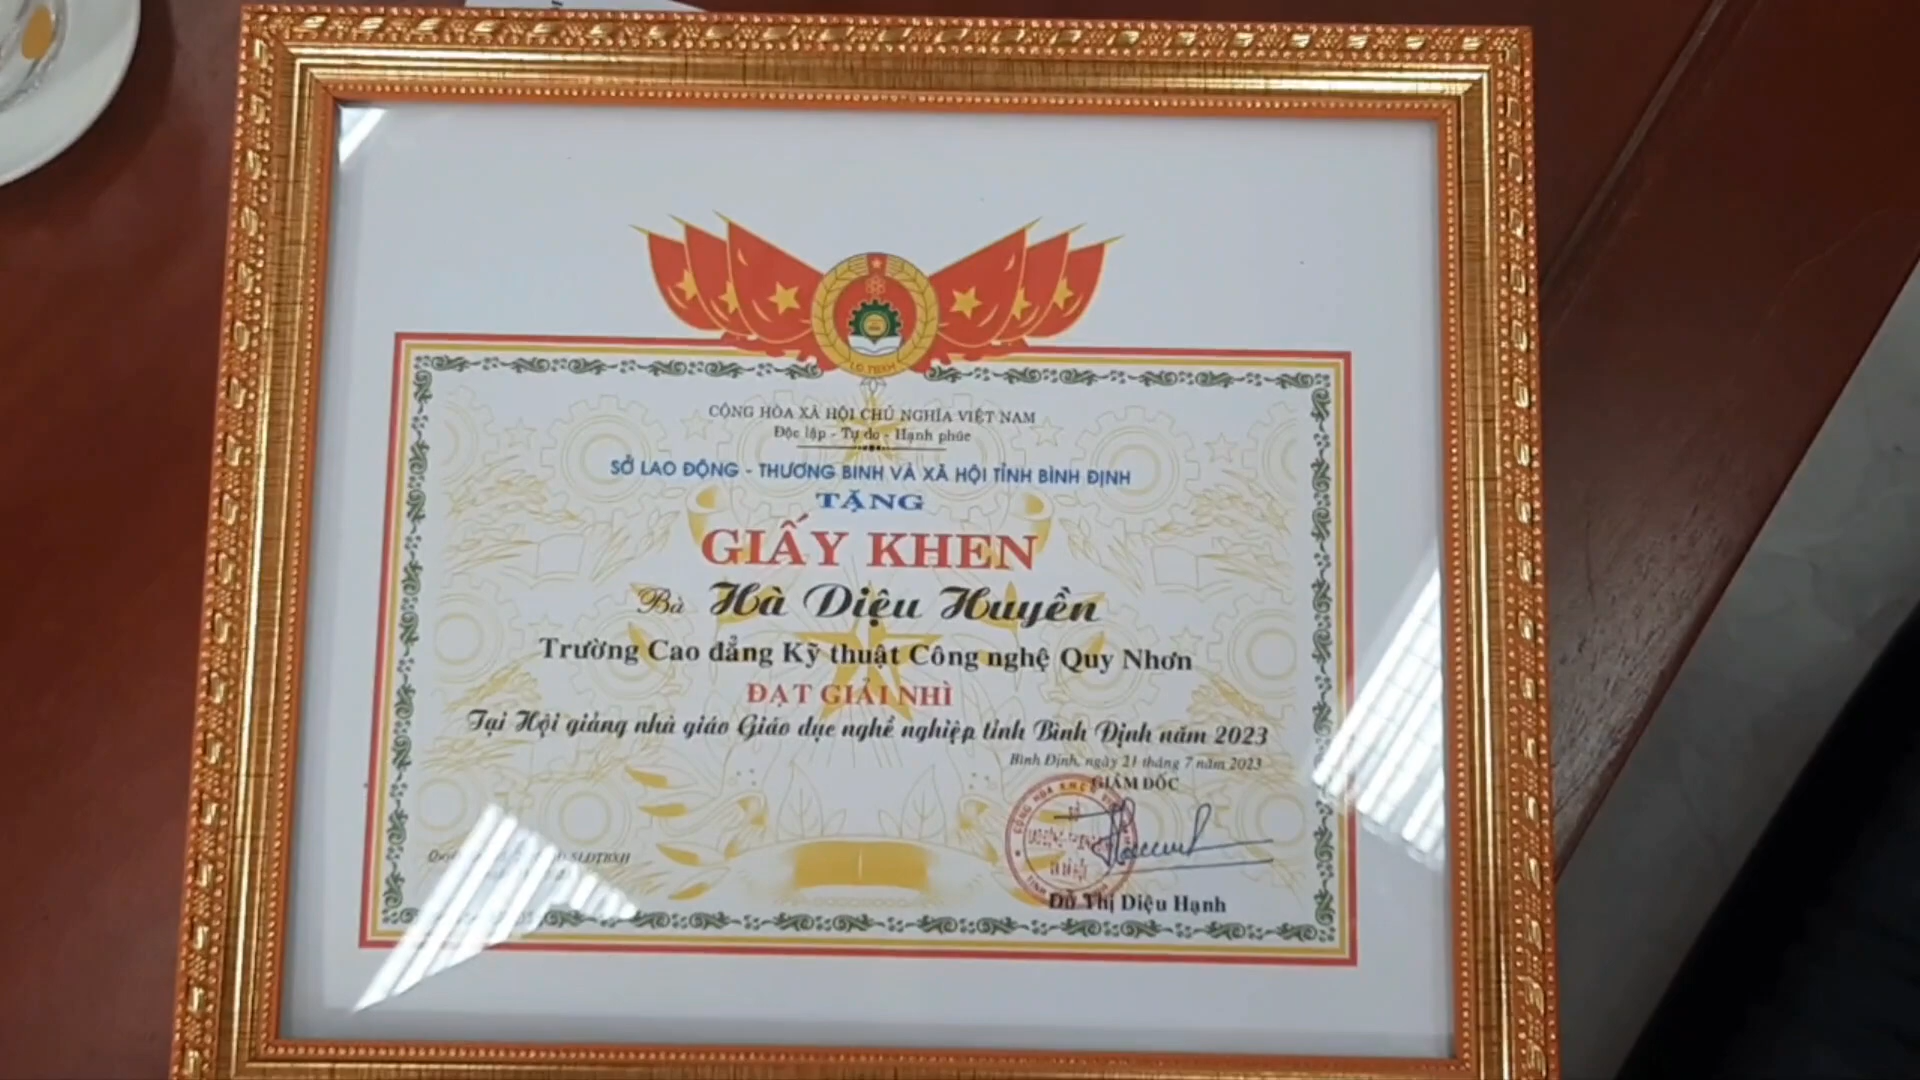 LĐ. TBXH
CỘNG HÒA XÃ HỘI CHỦ NGHĨA VIỆT NAM
Độc lập - Tự do - Hạnh phúc
SỞ LAO ĐỘNG - THƯƠNG BINH VÀ XÃ HỘI TỈNH BÌNH ĐỊNH
TẶNG
GIẤY KHEN
Bà Hà Diệu Huyền
Trường Cao đẳng Kỹ thuật Công nghệ Quy Nhơn
ĐẠT GIẢI NHÌ
Tại Hội giảng nhà giáo Giáo dục nghề nghiệp tỉnh Bình Định năm 2023
Bình Định, ngày 21 tháng 7 năm 2023
GIÁM ĐỐC
SLĐTBXH
Đỗ Thị Diệu Hạnh